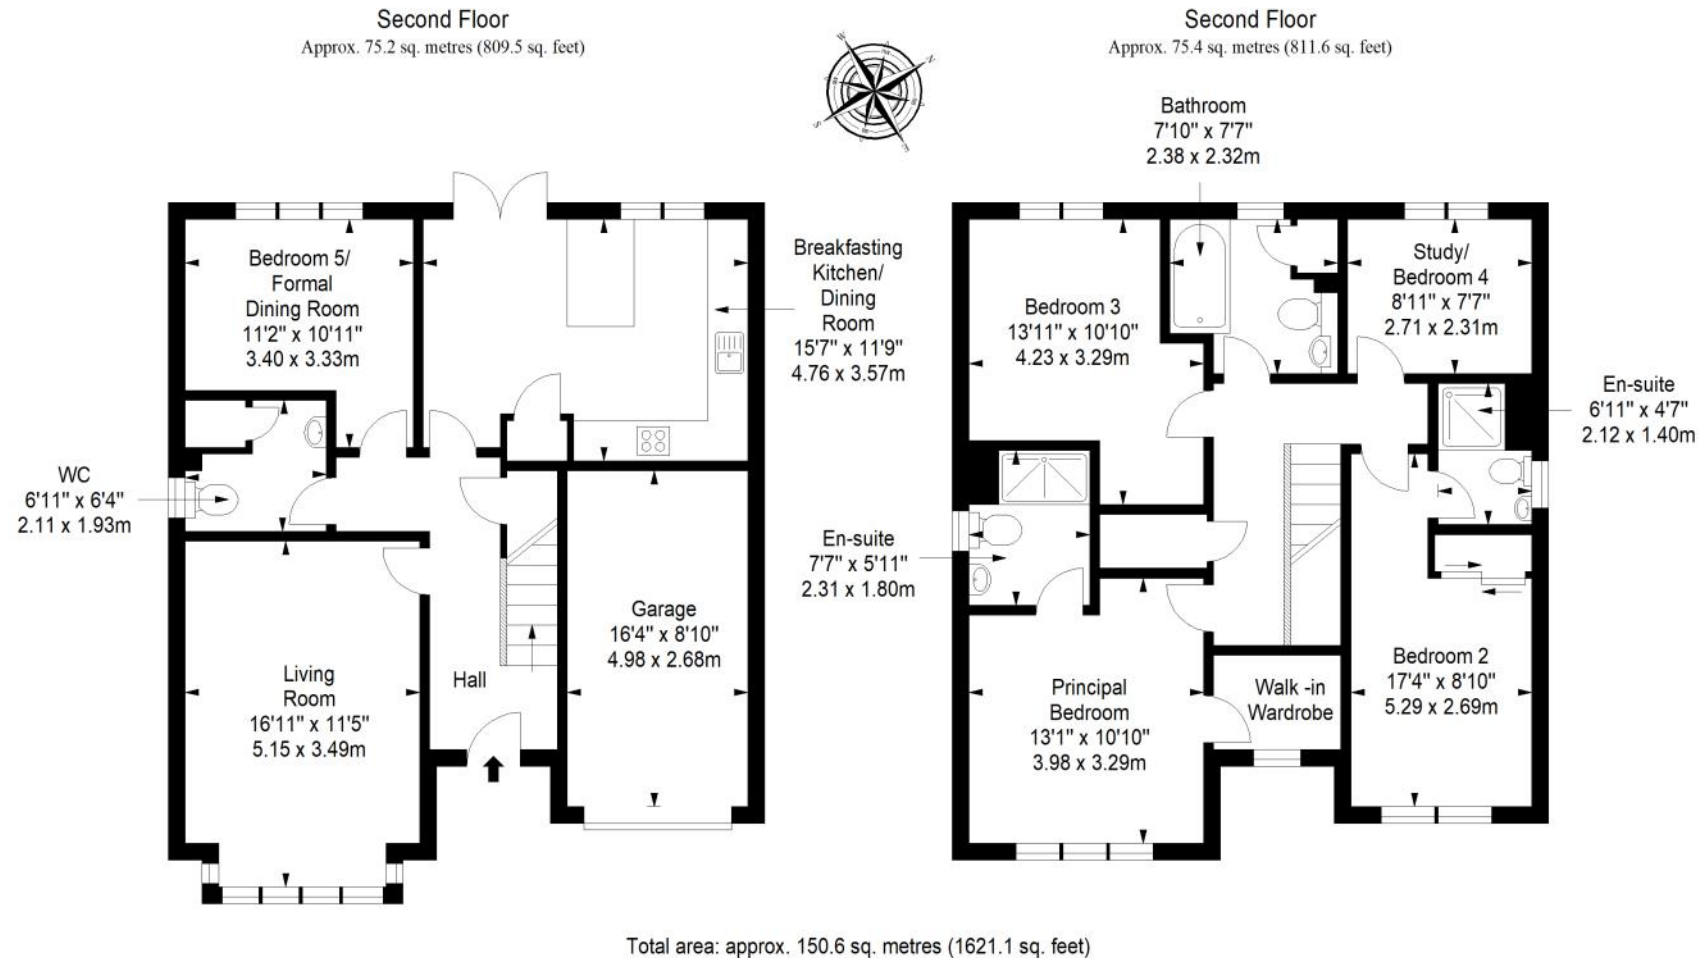 Second Floor
Approx. 75.2 sq. metres (809.5 sq. feet)
Bedroom 5/
Formal
Dining Room
11'2" x 10'11"
3.40 x 3.33m
Breakfasting
Kitchen/
Dining
Room
15'7" x 11'9"
4.76 x 3.57m
WC
6'11" x 6'4"
2.11 x 1.93m
Living
Room
16'11" x 11'5"
5.15 x 3.49m
Hall
Garage
16'4" x 8'10"
4.98 x 2.68m
W
N
S
E
Second Floor
Approx. 75.4 sq. metres (811.6 sq. feet)
Bathroom
7'10" x 7'7"
2.38 x 2.32m
Bedroom 3
13'11" x 10'10"
4.23 x 3.29m
Study/
Bedroom 4
8'11" x 7'7"
2.71 x 2.31m
En-suite
6'11" x 4'7"
2.12 x 1.40m
En-suite
7'7" x 5'11"
2.31 x 1.80m
Principal
Bedroom
13'1" x 10'10"
3.98 x 3.29m
Walk -in
Wardrobe
Bedroom 2
17'4" x 8'10"
5.29 x 2.69m
Total area: approx. 150.6 sq. metres (1621.1 sq. feet)